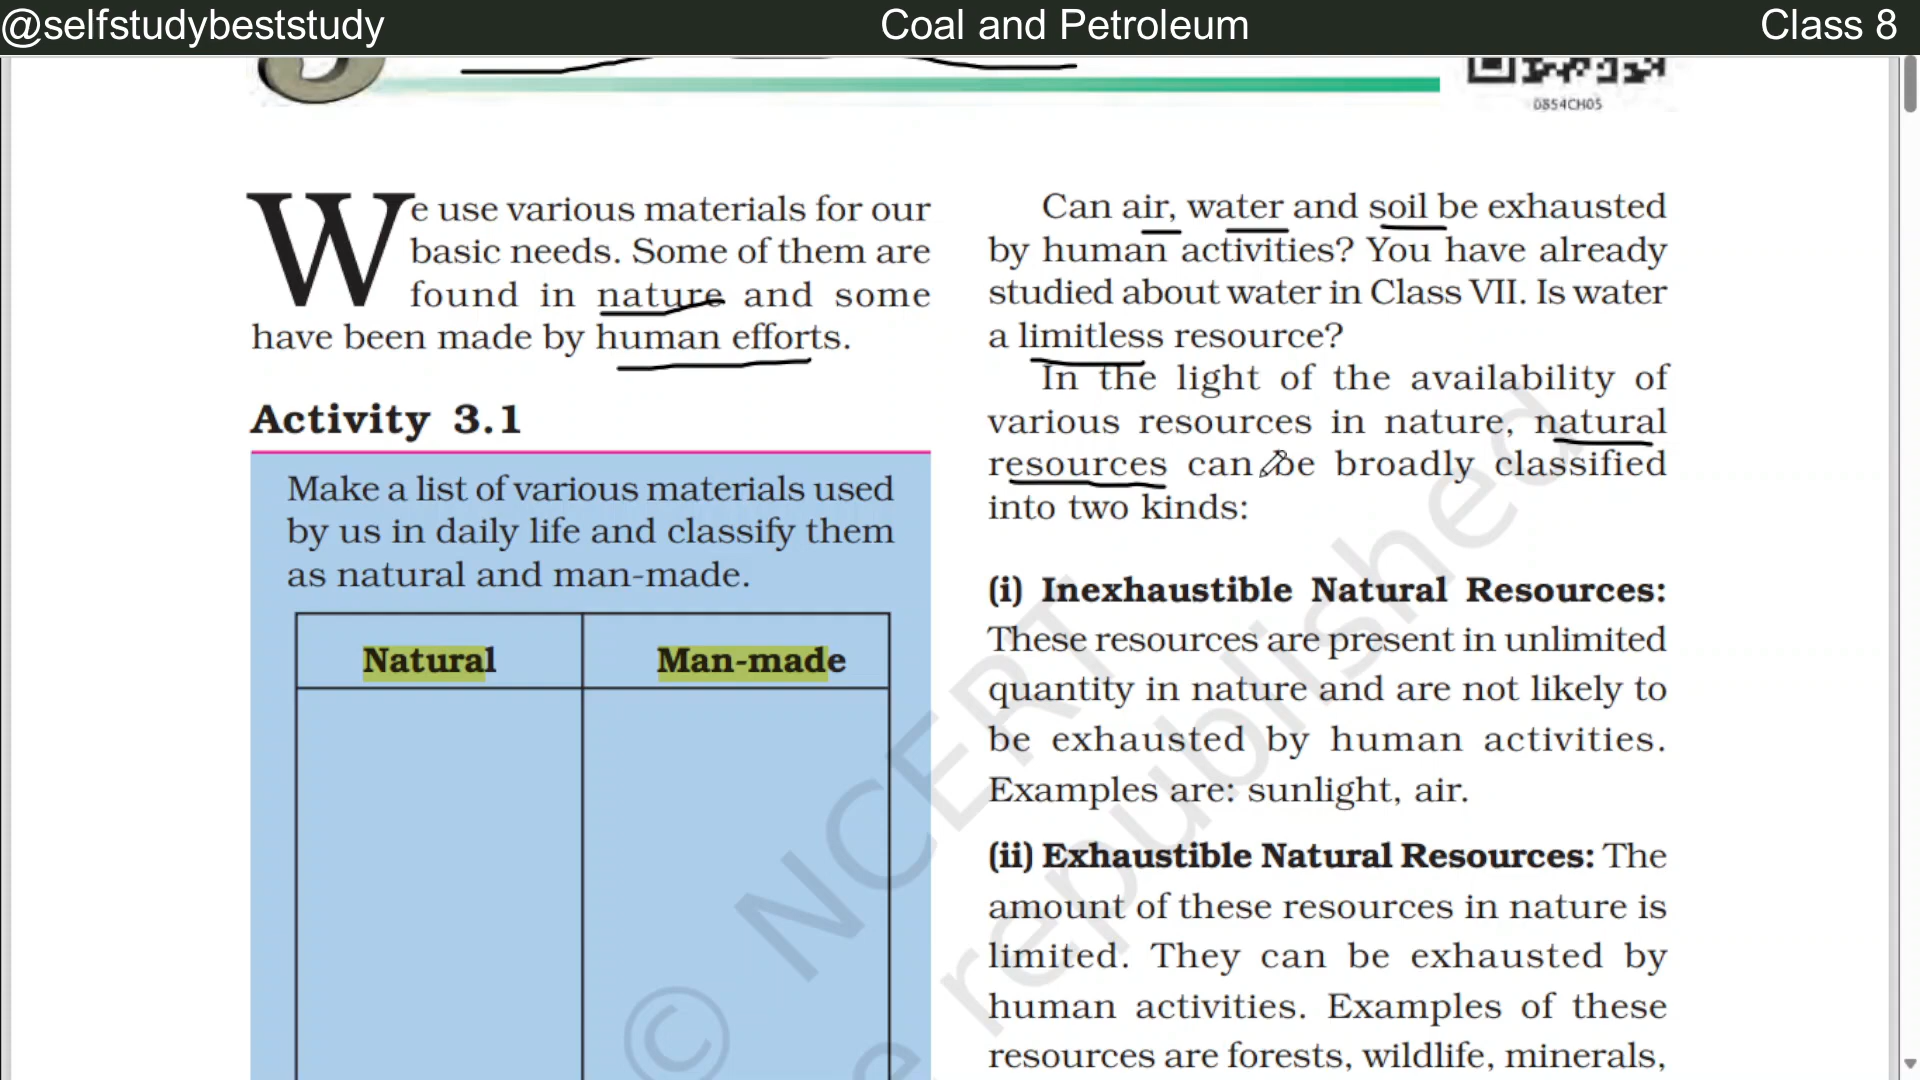 @selfstudybeststudy
Coal and Petroleum
Class 8
0854CH05
We use various materials for our
basic needs. Some of them are
found in nature and some
have been made by human efforts.
Activity 3.1
Make a list of various materials used
by us in daily life and classify them
as natural and man-made.
Natural
Man-made
Can air, water and soil be exhausted
by human activities? You have already
studied about water in Class VII. Is water
a limitless resource?
In the light of the availability of
various resources in nature, natural
resources can be broadly classified
into two kinds:
(i) Inexhaustible Natural Resources:
These resources are present in unlimited
quantity in nature and are not likely to
be exhausted by human activities.
Examples are: sunlight, air.
(ii) Exhaustible Natural Resources: The
amount of these resources in nature is
limited. They can be exhausted by
human activities. Examples of these
resources are forests, wildlife, minerals,
© NCERT
republished